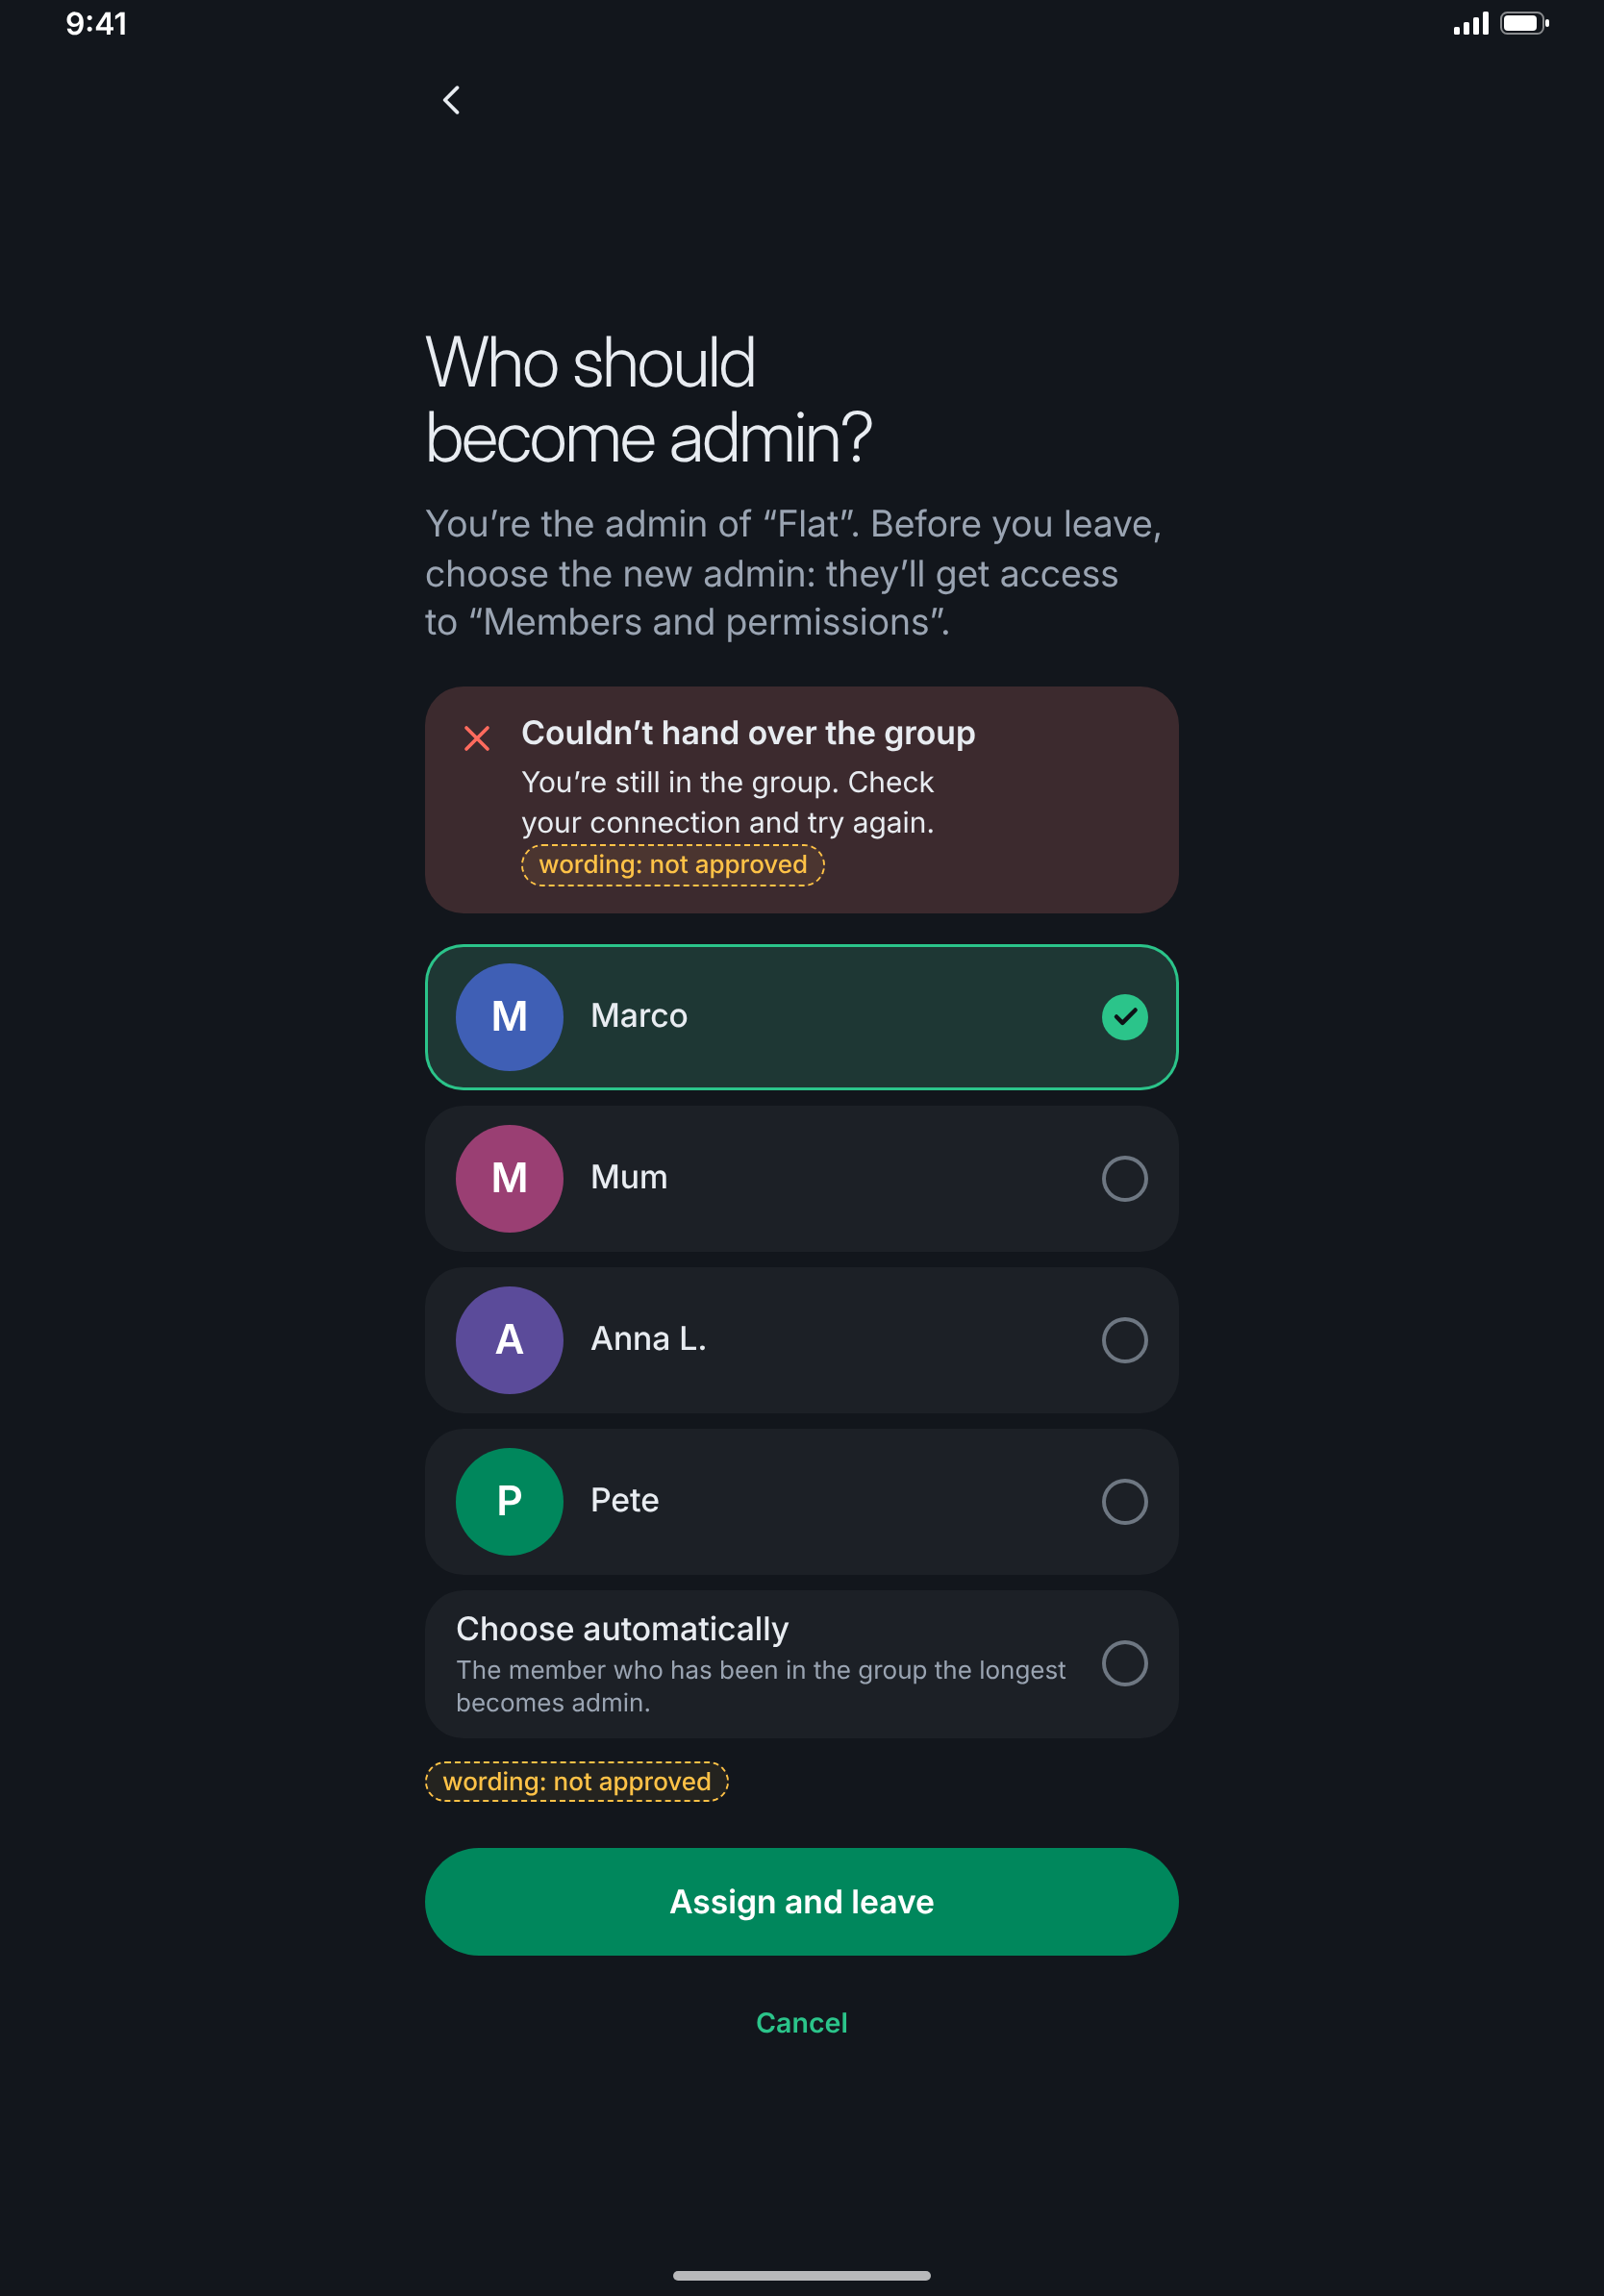 9:41
Who should
become admin?
You’re the admin of “Flat”. Before you leave,
choose the new admin: they’ll get access
to “Members and permissions”.
Couldn’t hand over the group
You’re still in the group. Check
your connection and try again.
wording: not approved
M
Marco
M
Mum
A
Anna L.
P
Pete
Choose automatically
The member who has been in the group the longest
becomes admin.
wording: not approved
Assign and leave
Cancel